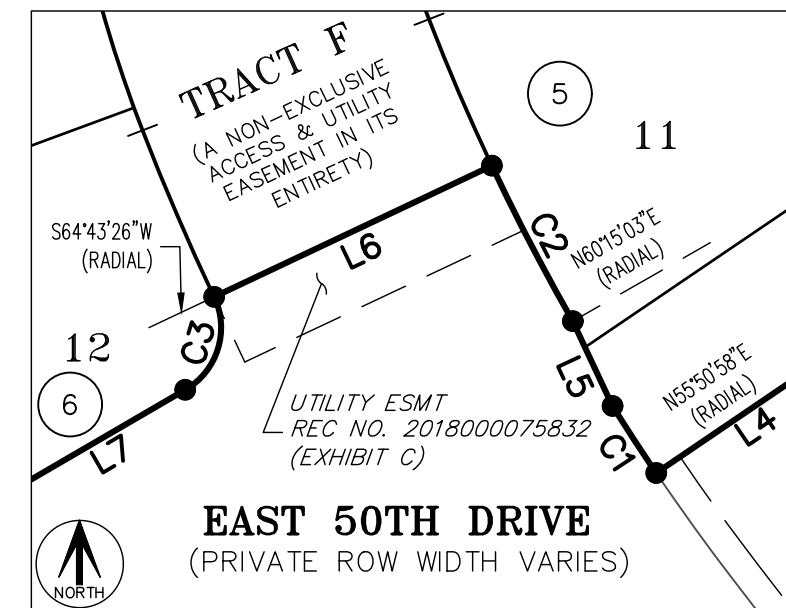 TRACT F
(A NON-EXCLUSIVE
ACCESS & UTILITY
EASEMENT IN ITS
ENTIRETY)
5
11
S64°43'26"W
(RADIAL)
L6
C2
N60°15'03"E
(RADIAL)
C3
12
6
L7
L5
N55°50'58"E
(RADIAL)
L4
C1
UTILITY ESMT
REC NO. 2018000075832
(EXHIBIT C)
EAST 50TH DRIVE
(PRIVATE ROW WIDTH VARIES)
NORTH